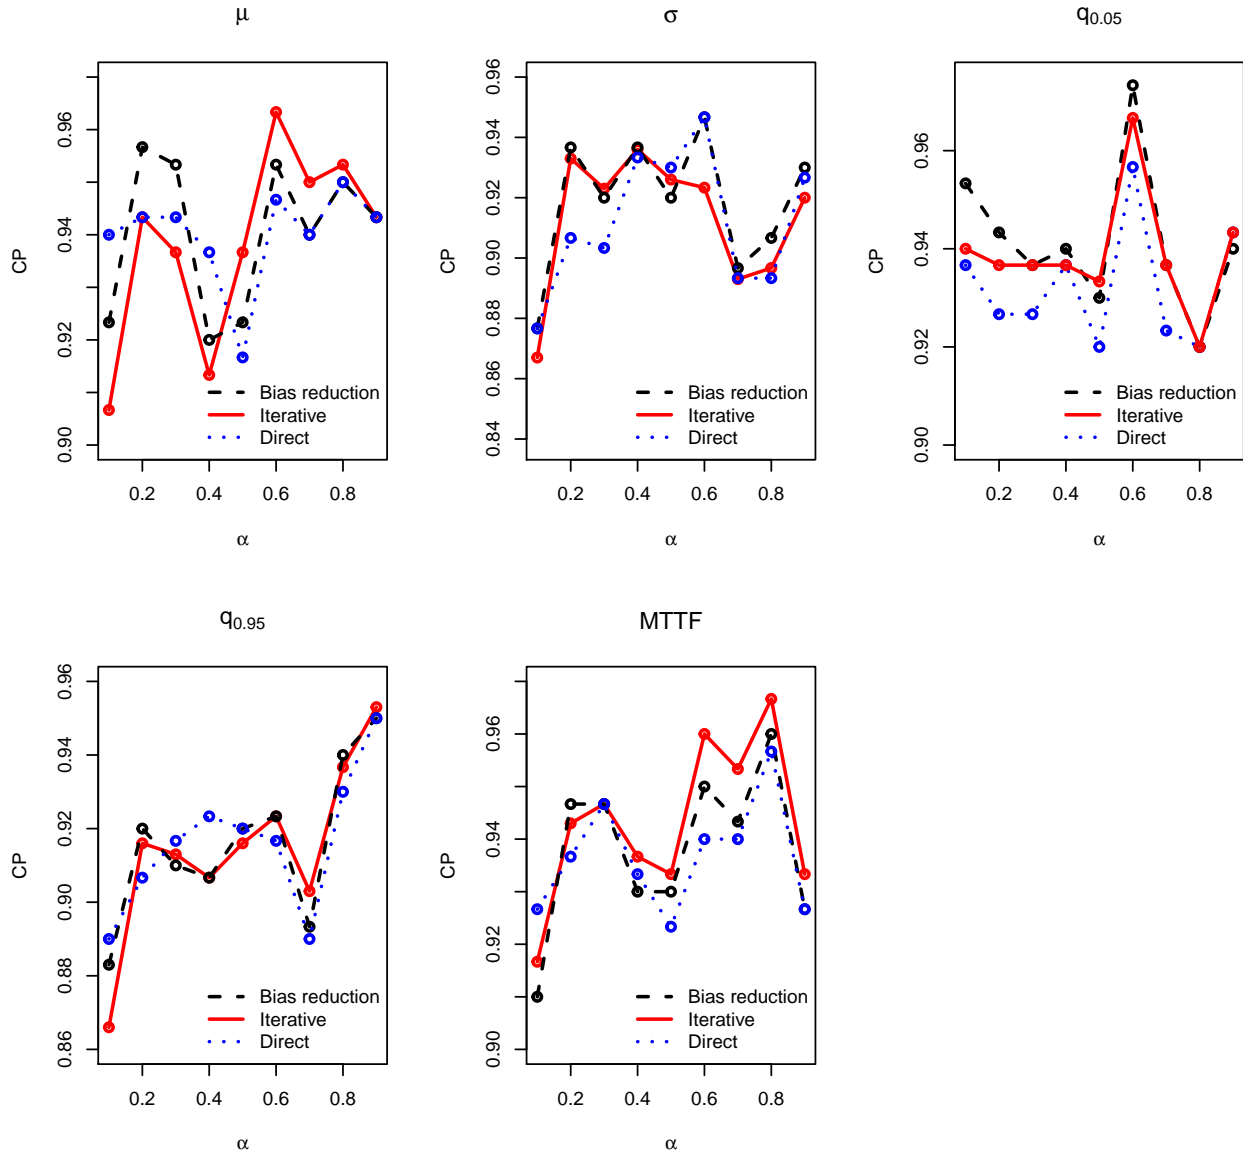 μ
CP
0.90 0.92 0.94 0.96
0.2 0.4 0.6 0.8
α
Bias reduction
Iterative
Direct
σ
CP
0.84 0.86 0.88 0.90 0.92 0.94 0.96
0.2 0.4 0.6 0.8
α
Bias reduction
Iterative
Direct
q0.05
CP
0.90 0.92 0.94 0.96
0.2 0.4 0.6 0.8
α
Bias reduction
Iterative
Direct
q0.95
CP
0.86 0.88 0.90 0.92 0.94 0.96
0.2 0.4 0.6 0.8
α
Bias reduction
Iterative
Direct
MTTF
CP
0.90 0.92 0.94 0.96
0.2 0.4 0.6 0.8
α
Bias reduction
Iterative
Direct